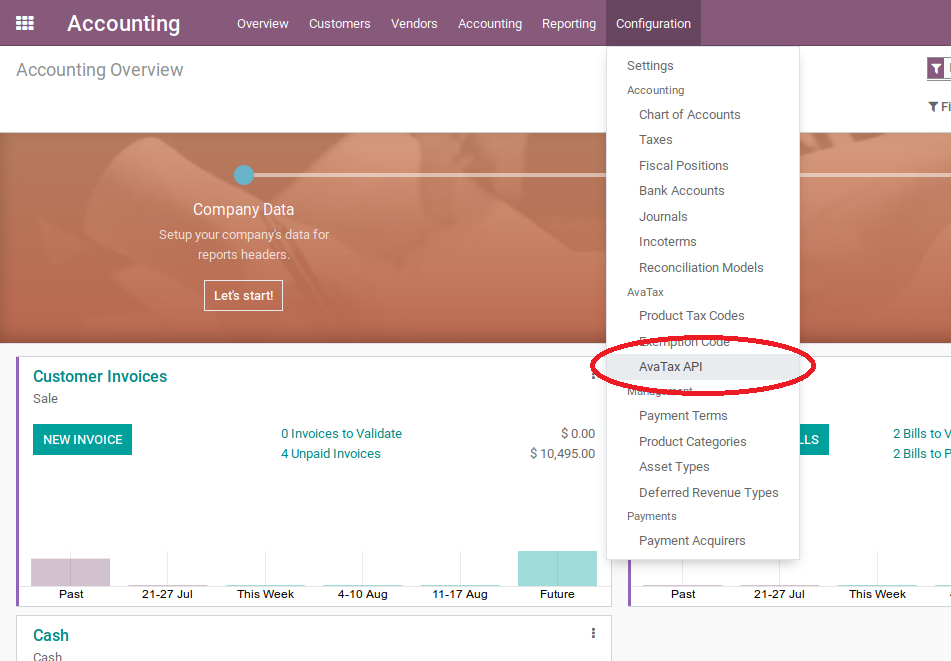 Accounting
Overview
Customers
Vendors
Accounting
Reporting
Configuration
Accounting Overview
Settings
Accounting
Chart of Accounts
Taxes
Fiscal Positions
Bank Accounts
Journals
Incoterms
Reconciliation Models
AvaTax
Product Tax Codes
Exemption Code
AvaTax API
Management
Payment Terms
Product Categories
Asset Types
Deferred Revenue Types
Payments
Payment Acquirers
Fi
Company Data
Setup your company's data for
reports headers.
Let's start!
Customer Invoices
Sale
NEW INVOICE
0 Invoices to Validate
$ 0.00
4 Unpaid Invoices
$ 10,495.00
Past
21-27 Jul
This Week
4-10 Aug
11-17 Aug
Future
LLS
2 Bills to V
2 Bills to P
Past
21-27 Jul
This Week
Cash
Cash